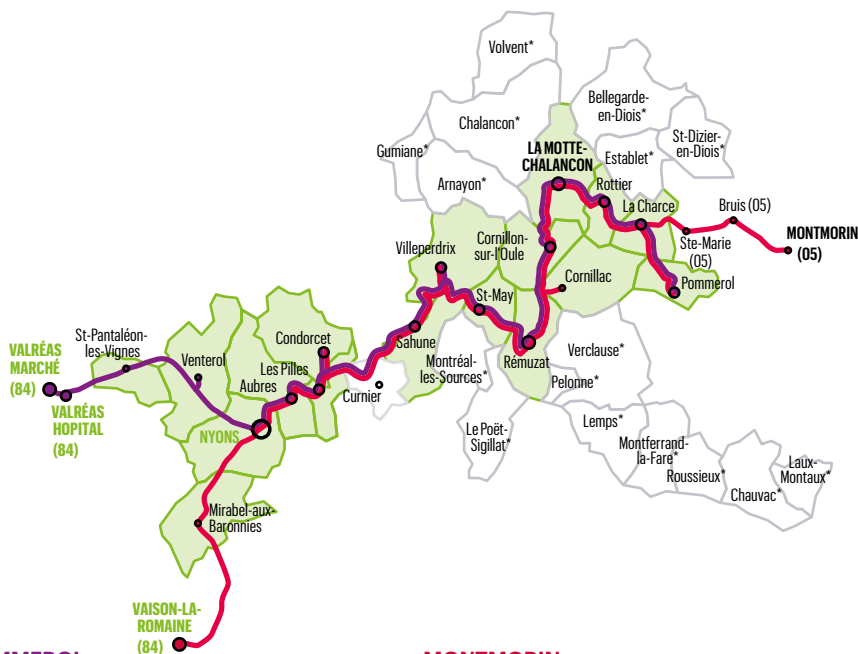 Volvent*
Bellegarde-
en-Diois*
Chalancon*
St-Dizier-
en-Diois*
Gumiane*
LA MOTTE-
CHALANCON
Establet*
Arnayon*
Rottier
La Charce
Bruis (05)
Villeperdrix
Cornillon-
sur-l'Oule
Ste-Marie
(05)
MONTMORIN
(05)
Cornillac
Pommerol
St-May
St-Pantaléon-
les-Vignes
Condorcet
Sahune
VALRÉAS
MARCHÉ
(84)
Venterol
Les Pilles
Aubres
Montréal-
les-Sources*
Rémuzat
Verclause*
Curnier
Pelonne*
VALRÉAS
HOPITAL
(84)
NYONS
Le Poët-
Sigillat*
Lemps*
Montferrand-
la-Fare*
Roussieux*
Laux-
Montaux*
Chauvac*
Mirabel-aux-
Baronnies
VAISON-LA-
ROMAINE
(84)
MONTMORIN